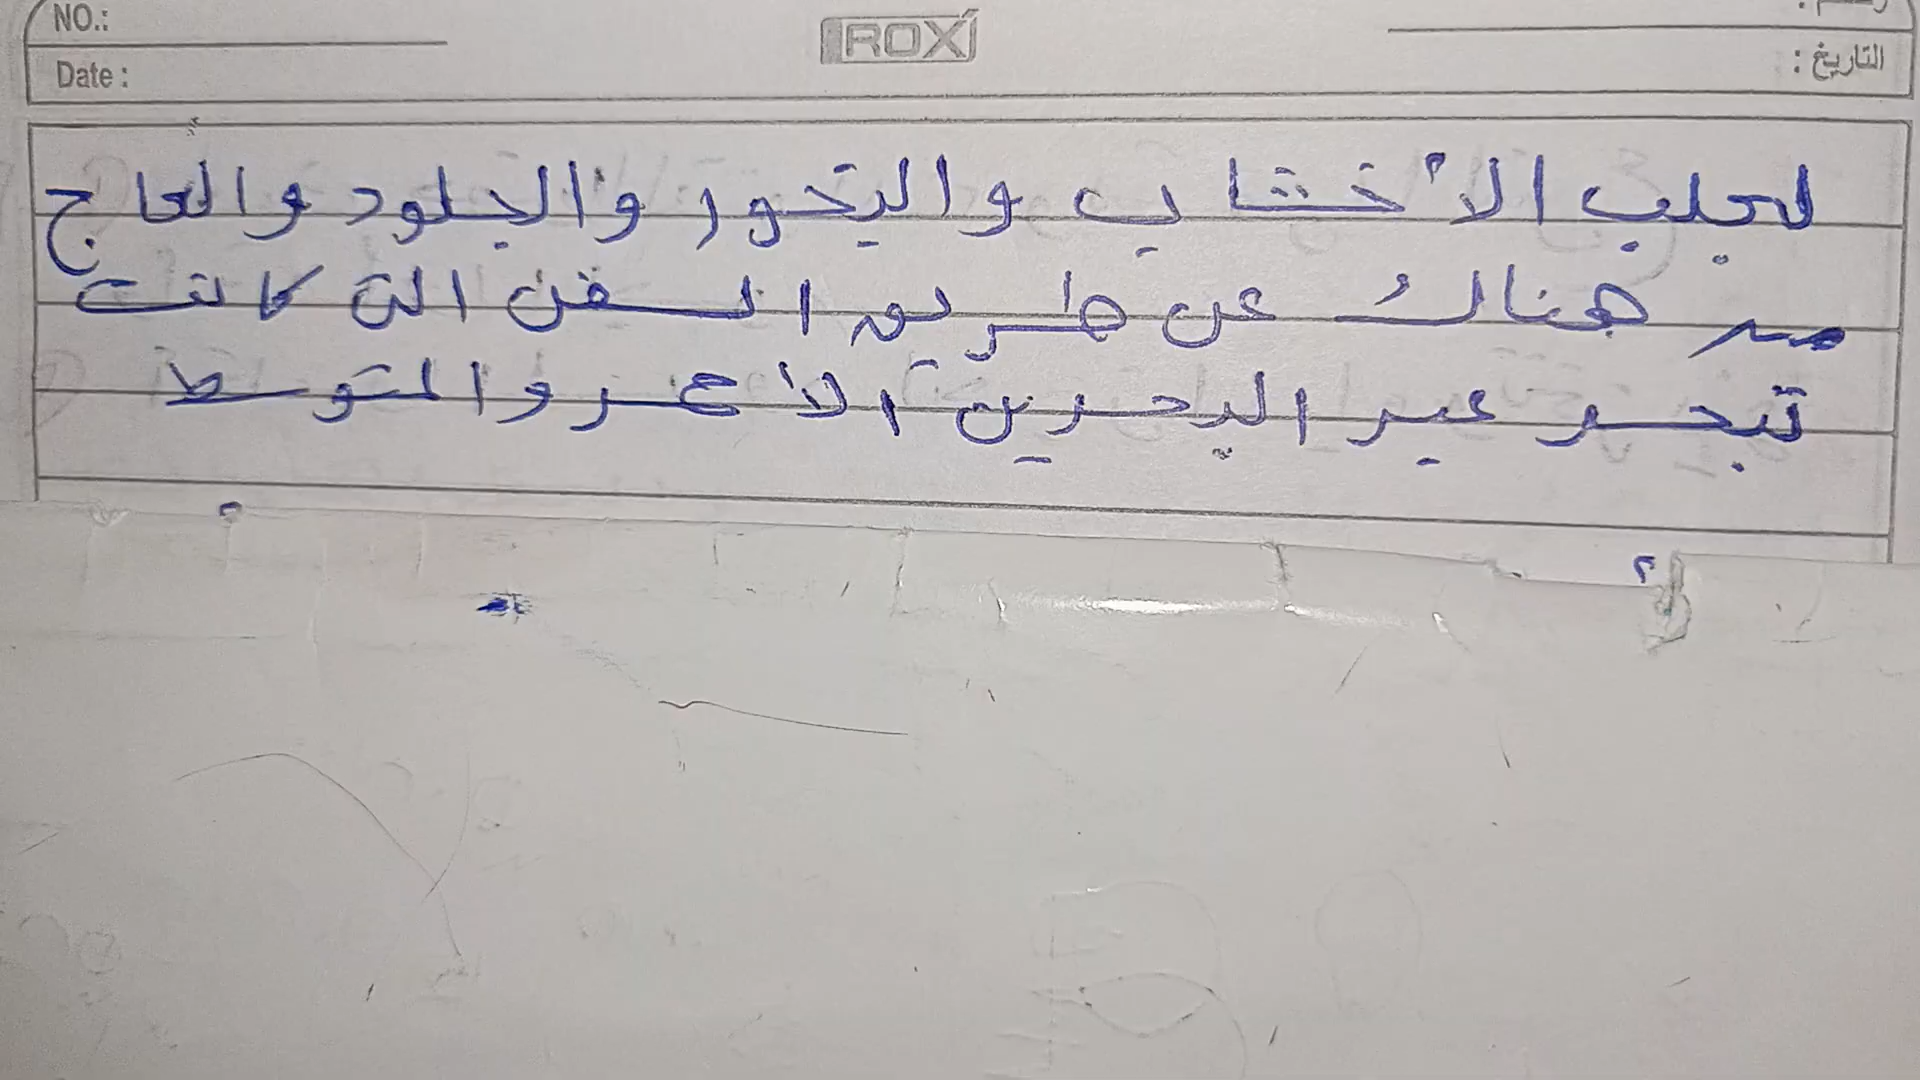 NO.:
ROXI
Date :
التاريخ :
لجلب الأخشاب والبخور والجلود والعاج
من هناك عن طريق السفن التى كانت
تبحر عبر البحرين الأحمر والمتوسط